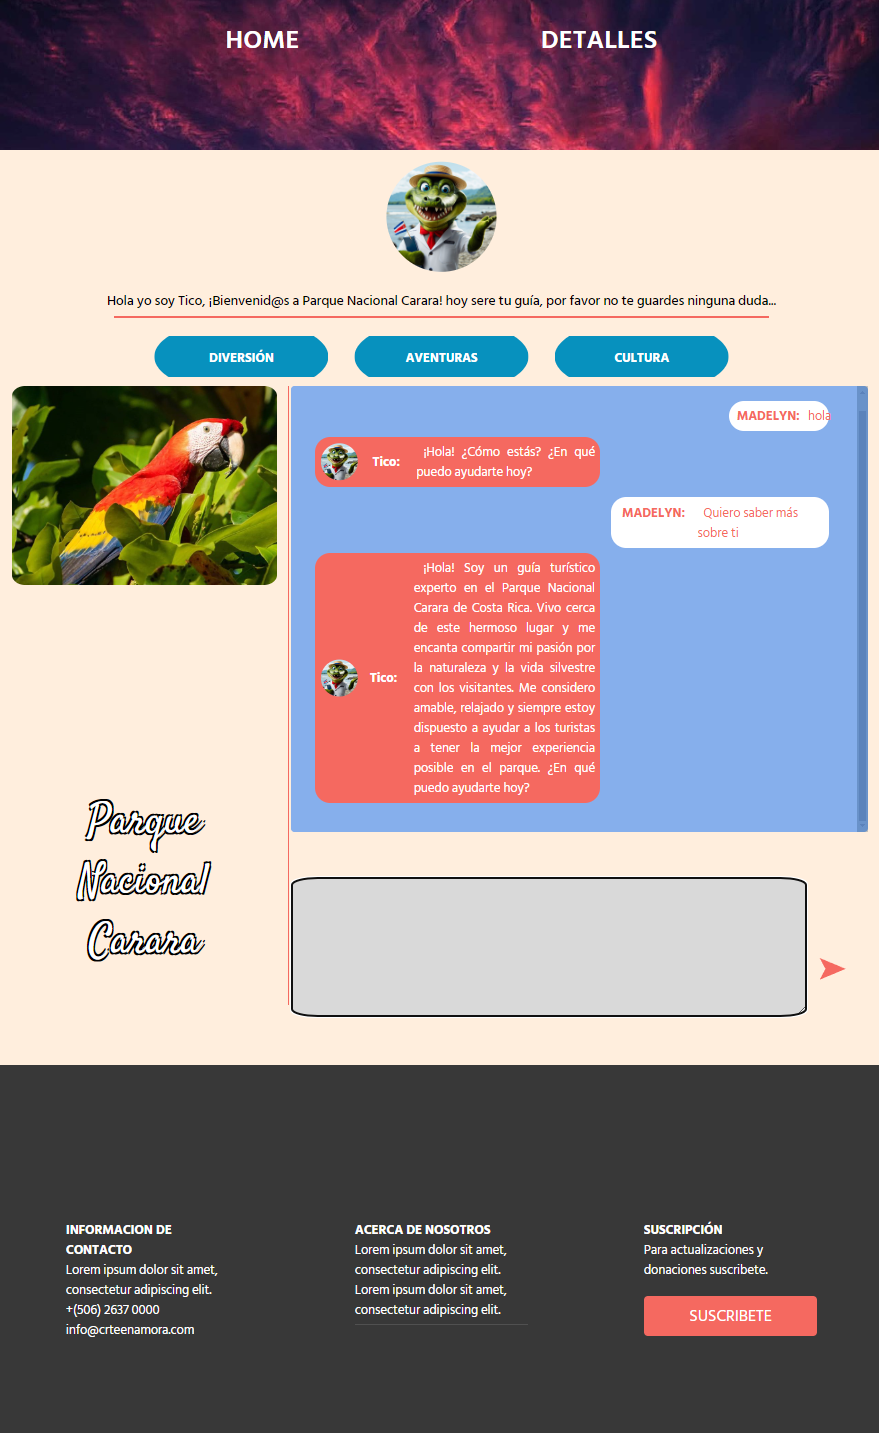 HOME
DETALLES
Hola yo soy Tico, ¡Bienvenid@s a Parque Nacional Carara! hoy sere tu guía, por favor no te guardes ninguna duda...
DIVERSIÓN
AVENTURAS
CULTURA
MADELYN: hola
Tico: ¡Hola! ¿Cómo estás? ¿En qué
puedo ayudarte hoy?
MADELYN: Quiero saber más
sobre ti
¡Hola! Soy un guía turístico
experto en el Parque Nacional
Carara de Costa Rica. Vivo cerca
de este hermoso lugar y me
encanta compartir mi pasión por
la naturaleza y la vida silvestre
Tico:
con los visitantes. Me considero
amable, relajado y siempre estoy
dispuesto a ayudar a los turistas
a tener la mejor experiencia
posible en el parque. ¿En qué
puedo ayudarte hoy?
Parque
Nacional
Carara
INFORMACION DE
CONTACTO
Lorem ipsum dolor sit amet,
consectetur adipiscing elit.
+(506) 2637 0000
info@crteenamora.com
ACERCA DE NOSOTROS
Lorem ipsum dolor sit amet,
consectetur adipiscing elit.
Lorem ipsum dolor sit amet,
consectetur adipiscing elit.
SUSCRIPCIÓN
Para actualizaciones y
donaciones suscribete.
SUSCRIBETE